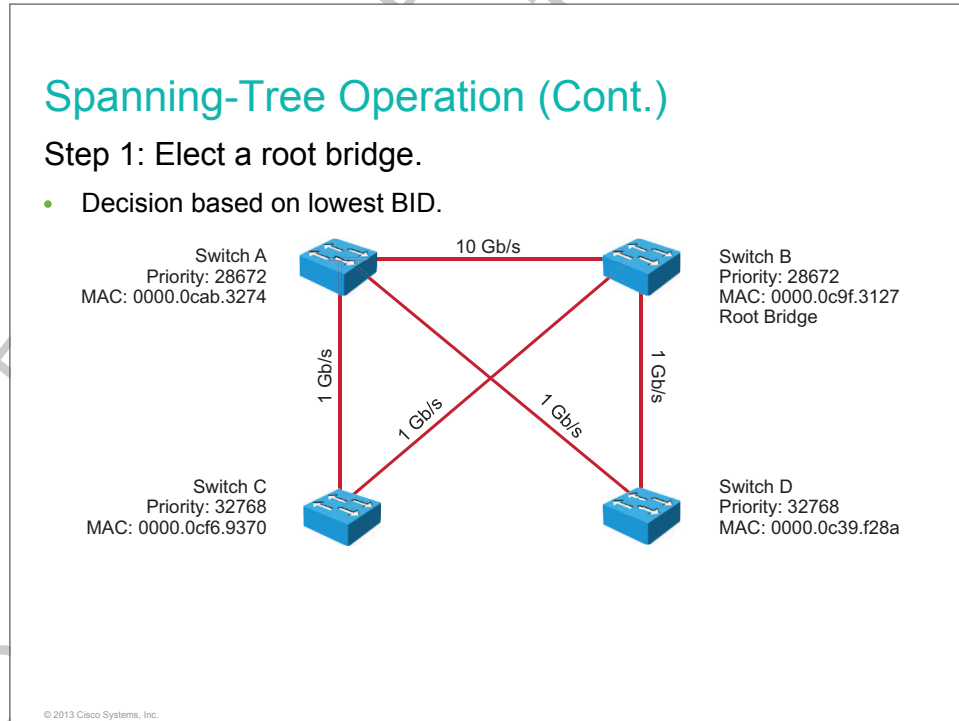 Spanning-Tree Operation (Cont.)
Step 1: Elect a root bridge.
• Decision based on lowest BID.
Switch A
Priority: 28672
MAC: 0000.0cab.3274
10 Gb/s
Switch B
Priority: 28672
MAC: 0000.0c9f.3127
Root Bridge
1 Gb/s
1 Gb/s
1 Gb/s
1 Gb/s
Switch C
Priority: 32768
MAC: 0000.0cf6.9370
Switch D
Priority: 32768
MAC: 0000.0c39.f28a
© 2013 Cisco Systems, Inc.